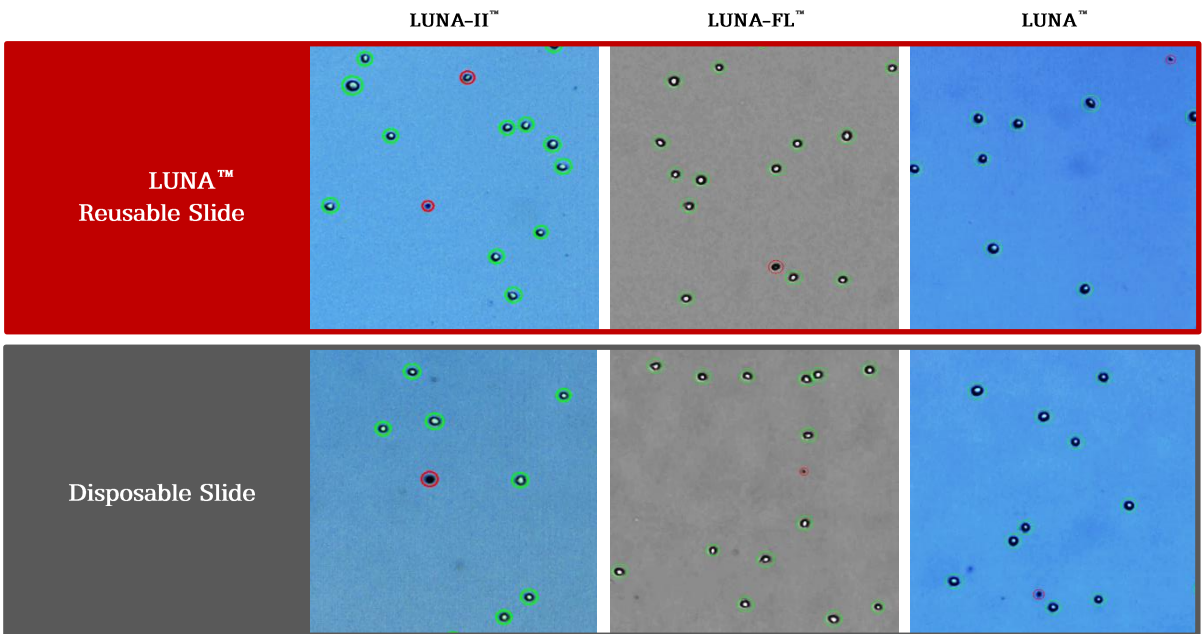 LUNA-II™
LUNA-FL™
LUNA™
LUNA™
Reusable Slide
Disposable Slide